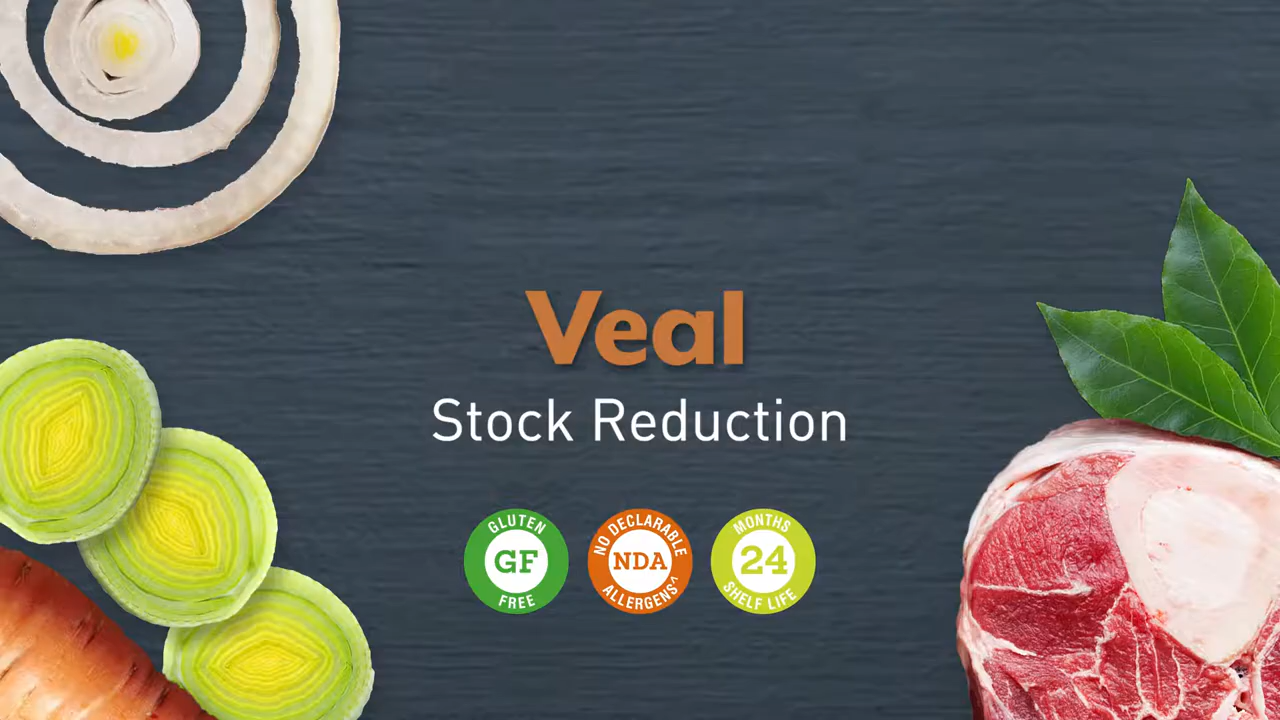 Veal
Stock Reduction
GLUTEN
GF
FREE
NO DECLARABLE
NDA
ALLERGENS^
MONTHS
24
SHELF LIFE